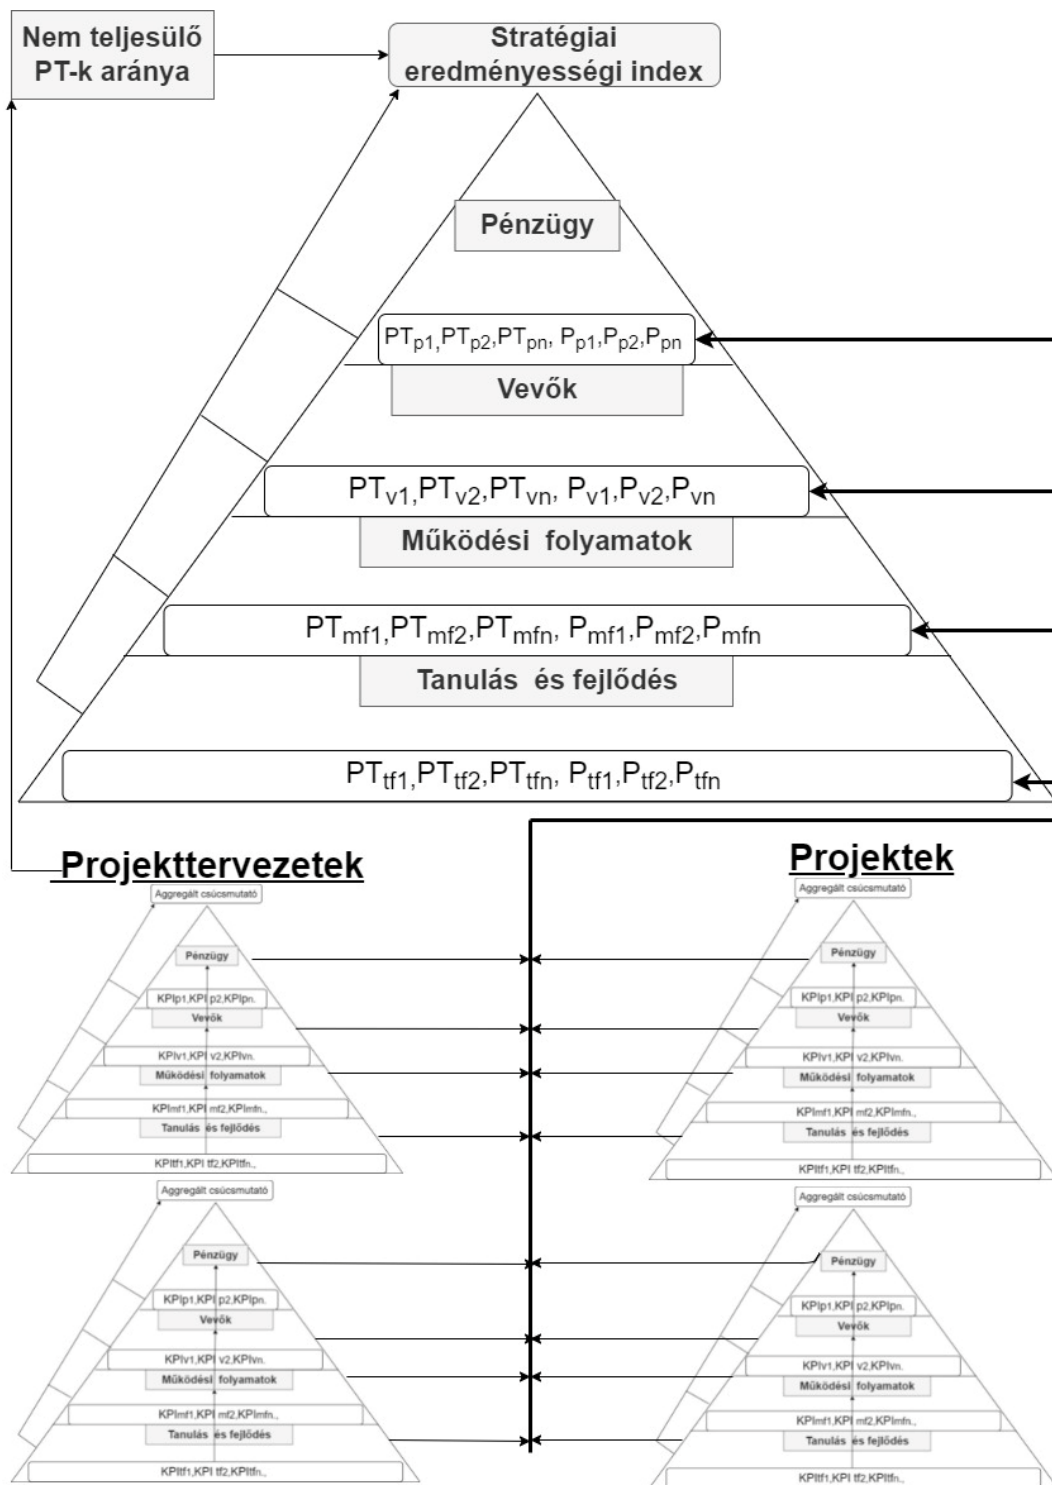 Nem teljesülő
PT-k aránya
Stratégiai
eredményességi index
Pénzügy
PTp1,PTp2,PTpn, Pp1,Pp2,Ppn
Vevők
PTv1,PTv2,PTvn, Pv1,Pv2,Pvn
Működési folyamatok
PTmf1,PTmf2,PTmfn, Pmf1,Pmf2,Pmfn
Tanulás és fejlődés
PTtf1,PTtf2,PTtfn, Ptf1,Ptf2,Ptfn
Projekttervezetek
Aggregált csúcsmutató
Pénzügy
KPIp1,KPI p2,KPIpn.
Vevők
KPIv1,KPI v2,KPIvn.
Működési folyamatok
KPImf1,KPI mf2,KPImfn.,
Tanulás és fejlődés
KPItf1,KPI tf2,KPItfn.,
Projektek
Aggregált csúcsmutató
Pénzügy
KPIp1,KPI p2,KPIpn.
Vevők
KPIv1,KPI v2,KPIvn.
Működési folyamatok
KPImf1,KPI mf2,KPImfn.,
Tanulás és fejlődés
KPItf1,KPI tf2,KPItfn.,
Aggregált csúcsmutató
Pénzügy
KPIp1,KPI p2,KPIpn.
Vevők
KPIv1,KPI v2,KPIvn.
Működési folyamatok
KPImf1,KPI mf2,KPImfn.,
Tanulás és fejlődés
KPItf1,KPI tf2,KPItfn.,
Aggregált csúcsmutató
Pénzügy
KPIp1,KPI p2,KPIpn.
Vevők
KPIv1,KPI v2,KPIvn.
Működési folyamatok
KPImf1,KPI mf2,KPImfn.,
Tanulás és fejlődés
KPItf1,KPI tf2,KPItfn.,